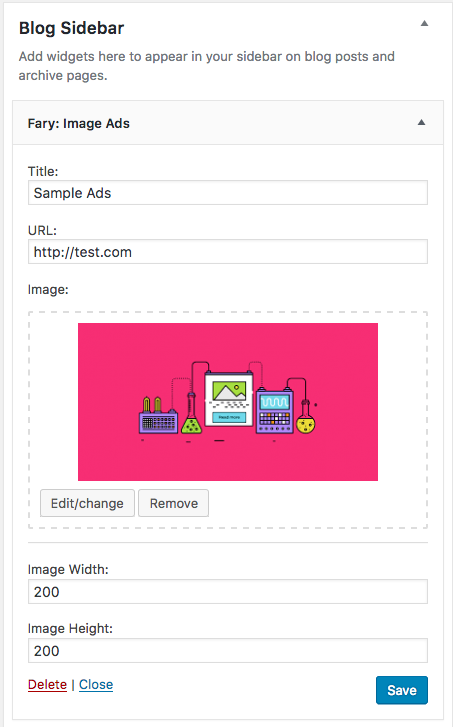 Blog Sidebar
Add widgets here to appear in your sidebar on blog posts and
archive pages.
Fary: Image Ads
Title:
Sample Ads
URL:
http://test.com
Image:
Read More
Edit/change Remove
Image Width:
200
Image Height:
200
Delete | Close
Save